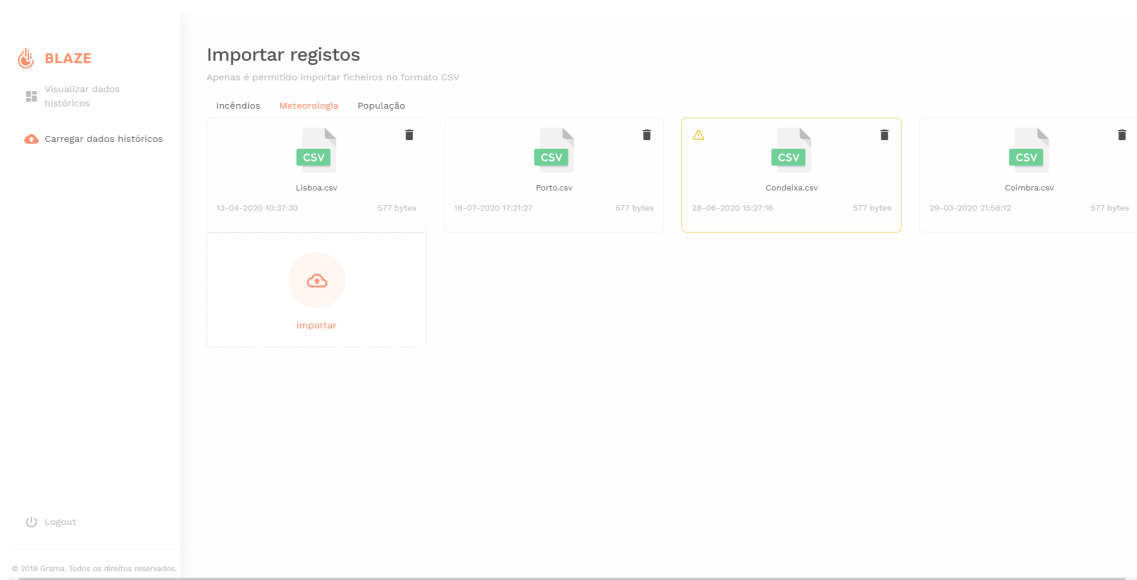 BLAZE
Visualizar dados
históricos
Carregar dados históricos
Logout
© 2019 Grama. Todos os direitos reservados.
Importar registos
Apenas é permitido importar ficheiros no formato CSV
Incêndios Meteorologia População
CSV
Lisboa.csv
13-04-2020 10:37:30 577 bytes
CSV
Porto.csv
18-07-2020 17:21:27 577 bytes
CSV
Condeixa.csv
28-06-2020 15:27:16 577 bytes
CSV
Coimbra.csv
29-03-2020 21:58:12 577 bytes
Importar